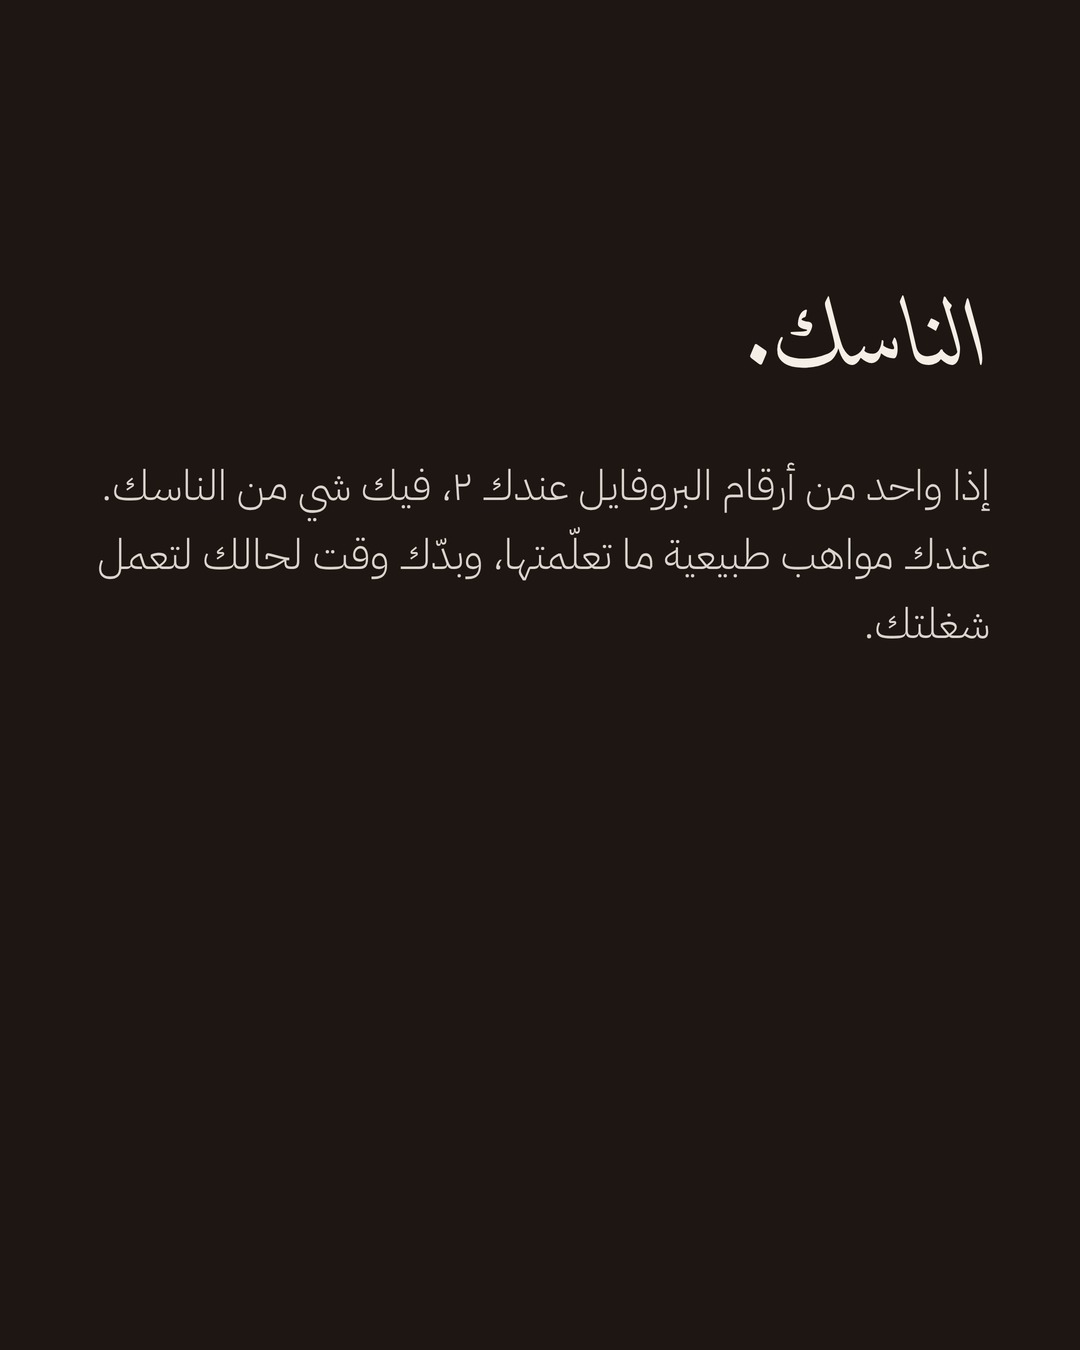 الناسك.
إذا واحد من أرقام البروفايل عندك ٢، فيك شي من الناسك.
عندك مواهب طبيعية ما تعلّمتها، وبدّك وقت لحالك لتعمل
شغلتك.